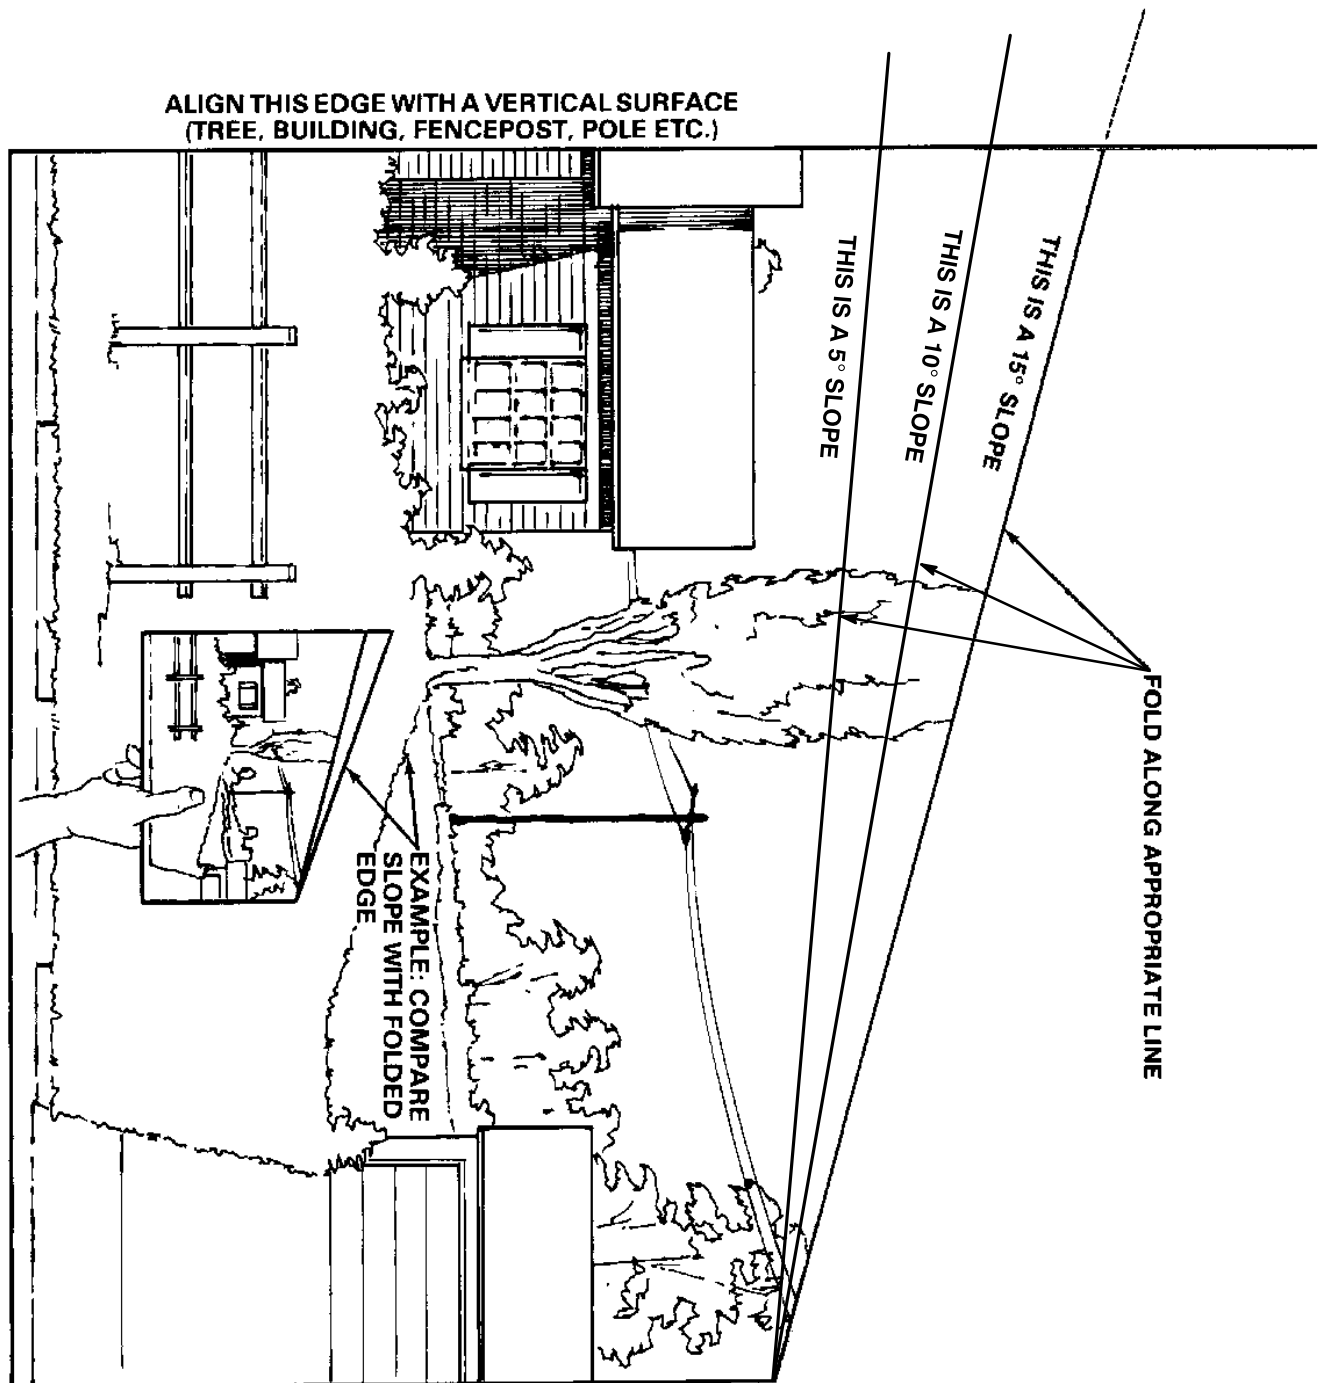 ALIGN THIS EDGE WITH A VERTICAL SURFACE
(TREE, BUILDING, FENCEPOST, POLE ETC.)
THIS IS A 5° SLOPE
THIS IS A 10° SLOPE
THIS IS A 15° SLOPE
FOLD ALONG APPROPRIATE LINE
EXAMPLE: COMPARE
SLOPE WITH FOLDED
EDGE